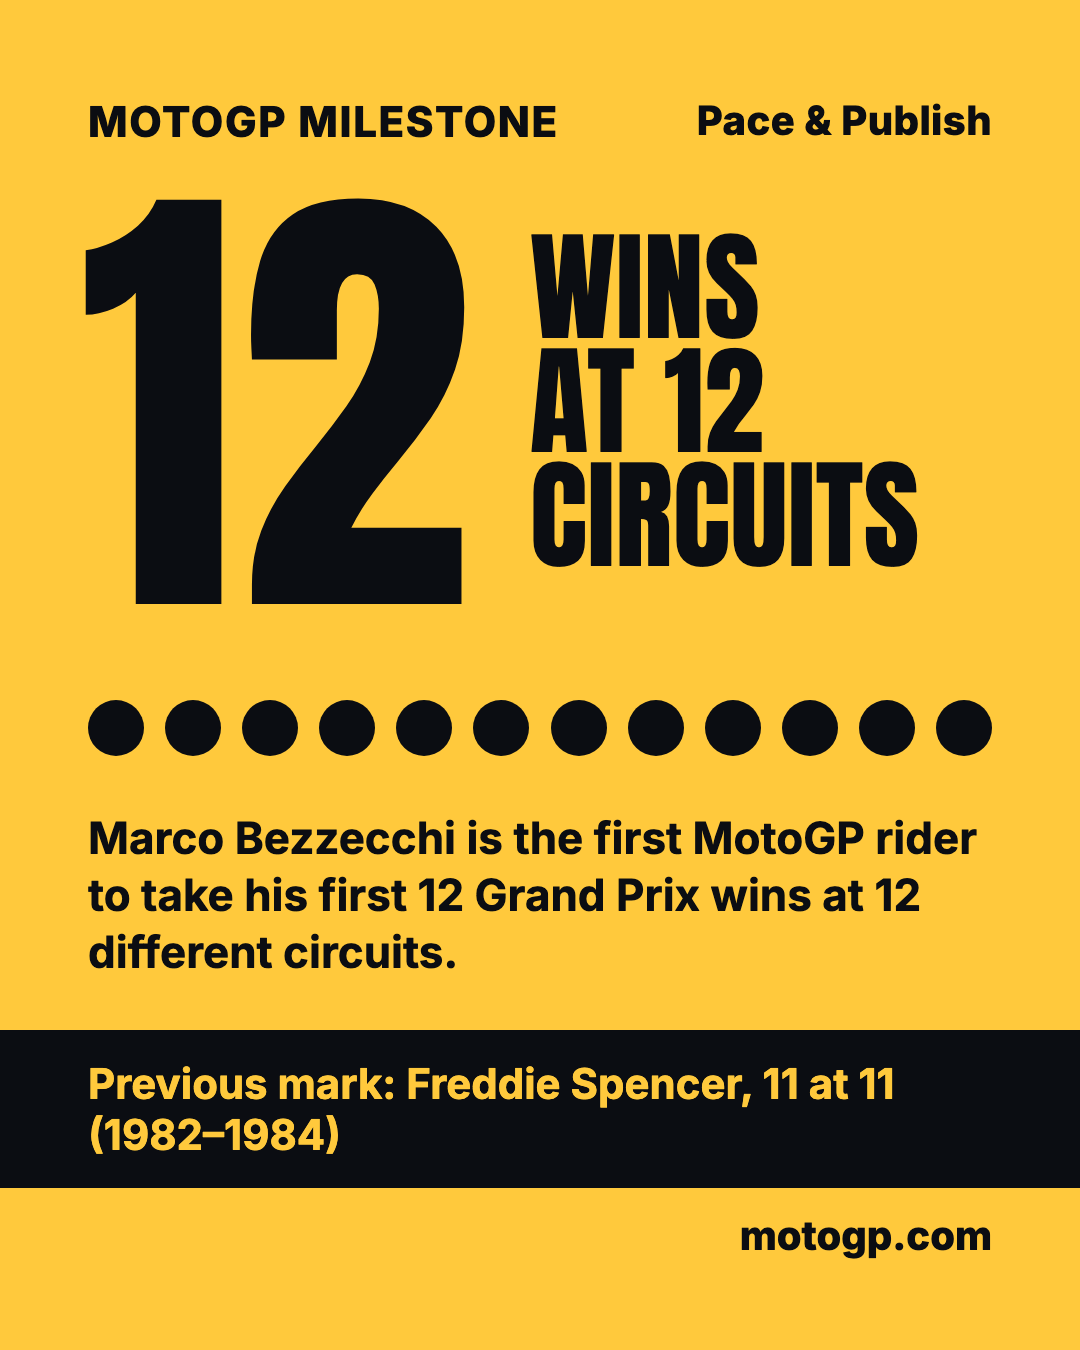 MOTOGP MILESTONE
Pace & Publish
12
WINS
AT 12
CIRCUITS
Marco Bezzecchi is the first MotoGP rider
to take his first 12 Grand Prix wins at 12
different circuits.
Previous mark: Freddie Spencer, 11 at 11
(1982–1984)
motogp.com